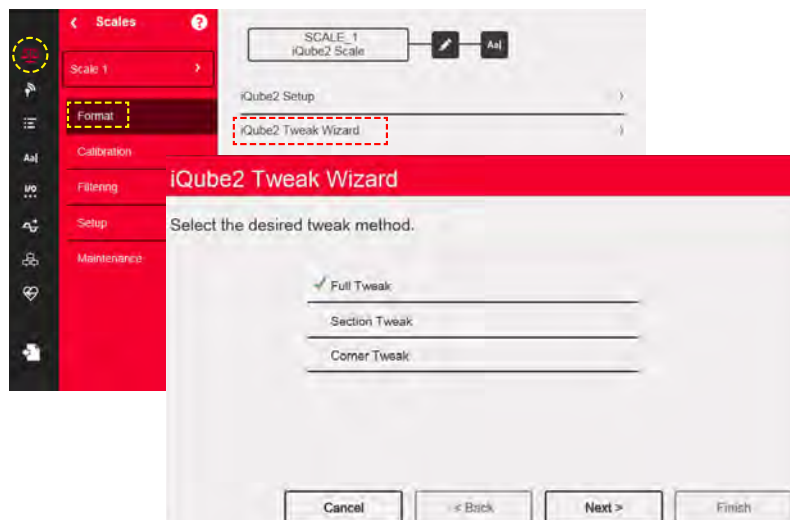 Scales ?
Scale 1
Format
Calibration
Filtering
Setup
Maintenance
Aa|
I/O
SCALE_1
iQube2 Scale
Aa|
iQube2 Setup
iQube2 Tweak Wizard
iQube2 Tweak Wizard
Select the desired tweak method.
Full Tweak
Section Tweak
Corner Tweak
Cancel
< Back
Next >
Finish